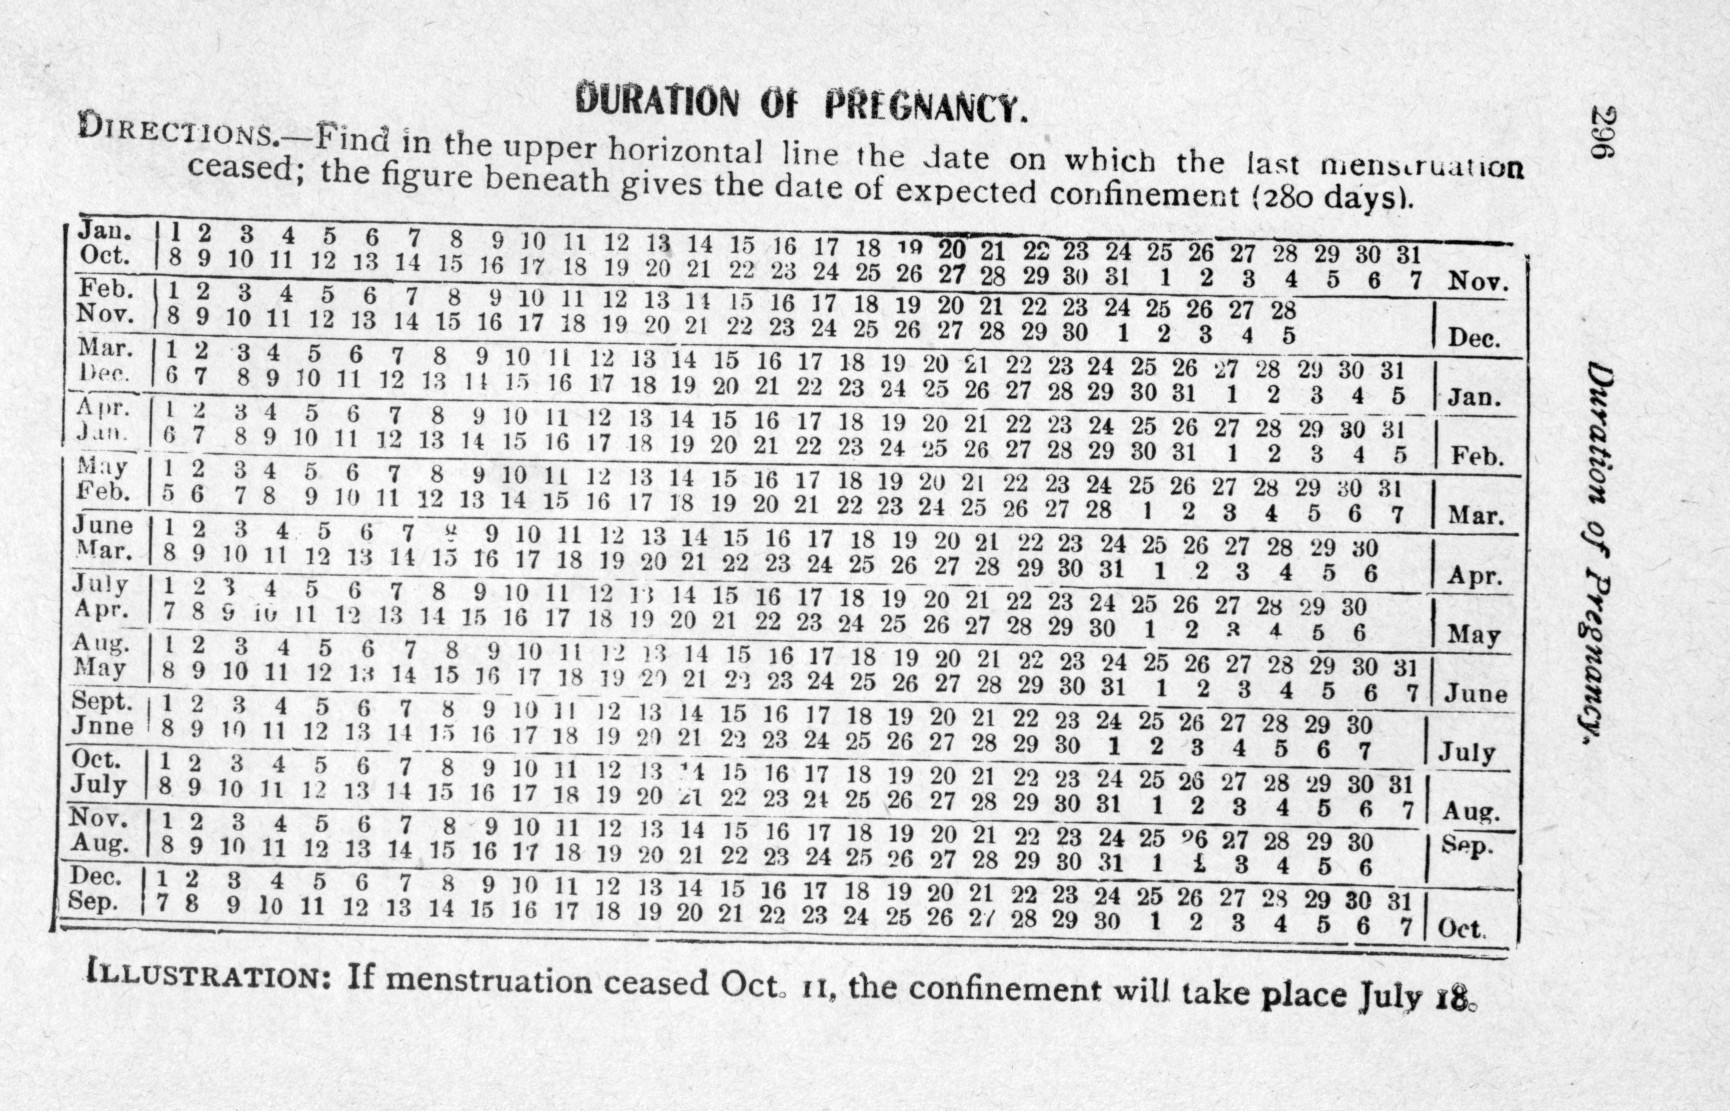 DURATION OF PREGNANCY.
DIRECTIONS.—Find in the upper horizontal line the date on which the last menstruation
ceased; the figure beneath gives the date of expected confinement (280 days).
Jan. 1 2 3 4 5 6 7 8 9 10 11 12 13 14 15 16 17 18 19 20 21 22 23 24 25 26 27 28 29 30 31
Oct. 8 9 10 11 12 13 14 15 16 17 18 19 20 21 22 23 24 25 26 27 28 29 30 31 1 2 3 4 5 6 7 Nov.
Feb. 1 2 3 4 5 6 7 8 9 10 11 12 13 14 15 16 17 18 19 20 21 22 23 24 25 26 27 28
Nov. 8 9 10 11 12 13 14 15 16 17 18 19 20 21 22 23 24 25 26 27 28 29 30 1 2 3 4 5 Dec.
Mar. 1 2 3 4 5 6 7 8 9 10 11 12 13 14 15 16 17 18 19 20 21 22 23 24 25 26 27 28 29 30 31
Dec. 6 7 8 9 10 11 12 13 14 15 16 17 18 19 20 21 22 23 24 25 26 27 28 29 30 31 1 2 3 4 5 Jan.
Apr. 1 2 3 4 5 6 7 8 9 10 11 12 13 14 15 16 17 18 19 20 21 22 23 24 25 26 27 28 29 30 31
Jan. 6 7 8 9 10 11 12 13 14 15 16 17 18 19 20 21 22 23 24 25 26 27 28 29 30 31 1 2 3 4 5 Feb.
May 1 2 3 4 5 6 7 8 9 10 11 12 13 14 15 16 17 18 19 20 21 22 23 24 25 26 27 28 29 30 31
Feb. 5 6 7 8 9 10 11 12 13 14 15 16 17 18 19 20 21 22 23 24 25 26 27 28 1 2 3 4 5 6 7 Mar.
June 1 2 3 4 5 6 7 8 9 10 11 12 13 14 15 16 17 18 19 20 21 22 23 24 25 26 27 28 29 30
Mar. 8 9 10 11 12 13 14 15 16 17 18 19 20 21 22 23 24 25 26 27 28 29 30 31 1 2 3 4 5 6 Apr.
July 1 2 3 4 5 6 7 8 9 10 11 12 13 14 15 16 17 18 19 20 21 22 23 24 25 26 27 28 29 30
Apr. 7 8 9 10 11 12 13 14 15 16 17 18 19 20 21 22 23 24 25 26 27 28 29 30 1 2 3 4 5 6 May
Aug. 1 2 3 4 5 6 7 8 9 10 11 12 13 14 15 16 17 18 19 20 21 22 23 24 25 26 27 28 29 30 31
May 8 9 10 11 12 13 14 15 16 17 18 19 20 21 22 23 24 25 26 27 28 29 30 31 1 2 3 4 5 6 7 June
Sept. 1 2 3 4 5 6 7 8 9 10 11 12 13 14 15 16 17 18 19 20 21 22 23 24 25 26 27 28 29 30
Jnne 8 9 10 11 12 13 14 15 16 17 18 19 20 21 22 23 24 25 26 27 28 29 30 1 2 3 4 5 6 7 July
Oct. 1 2 3 4 5 6 7 8 9 10 11 12 13 14 15 16 17 18 19 20 21 22 23 24 25 26 27 28 29 30 31
July 8 9 10 11 12 13 14 15 16 17 18 19 20 21 22 23 24 25 26 27 28 29 30 31 1 2 3 4 5 6 7 Aug.
Nov. 1 2 3 4 5 6 7 8 9 10 11 12 13 14 15 16 17 18 19 20 21 22 23 24 25 26 27 28 29 30
Aug. 8 9 10 11 12 13 14 15 16 17 18 19 20 21 22 23 24 25 26 27 28 29 30 31 1 2 3 4 5 6 Sep.
Dec. 1 2 3 4 5 6 7 8 9 10 11 12 13 14 15 16 17 18 19 20 21 22 23 24 25 26 27 28 29 30 31
Sep. 7 8 9 10 11 12 13 14 15 16 17 18 19 20 21 22 23 24 25 26 27 28 29 30 1 2 3 4 5 6 7 Oct.
ILLUSTRATION: If menstruation ceased Oct. 11, the confinement will take place July 18.
296
Duration of Pregnancy.